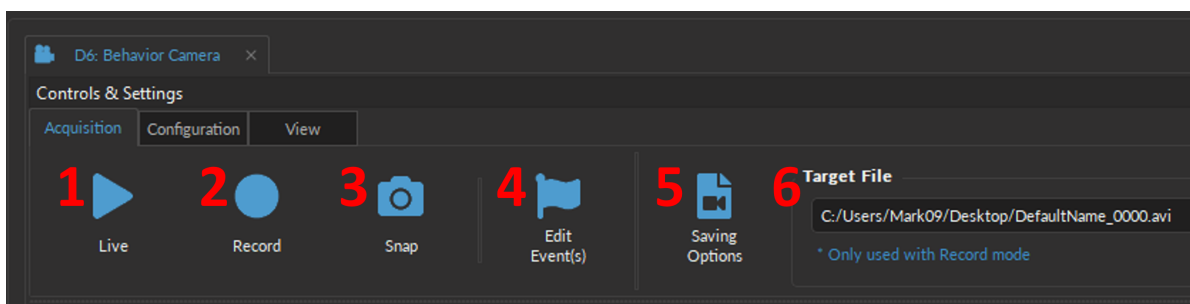 D6: Behavior Camera ×
Controls & Settings
Acquisition Configuration View
1 2 3 4 5 6
Target File
C:/Users/Mark09/Desktop/DefaultName_0000.avi
* Only used with Record mode
Live Record Snap
Edit
Event(s)
Saving
Options